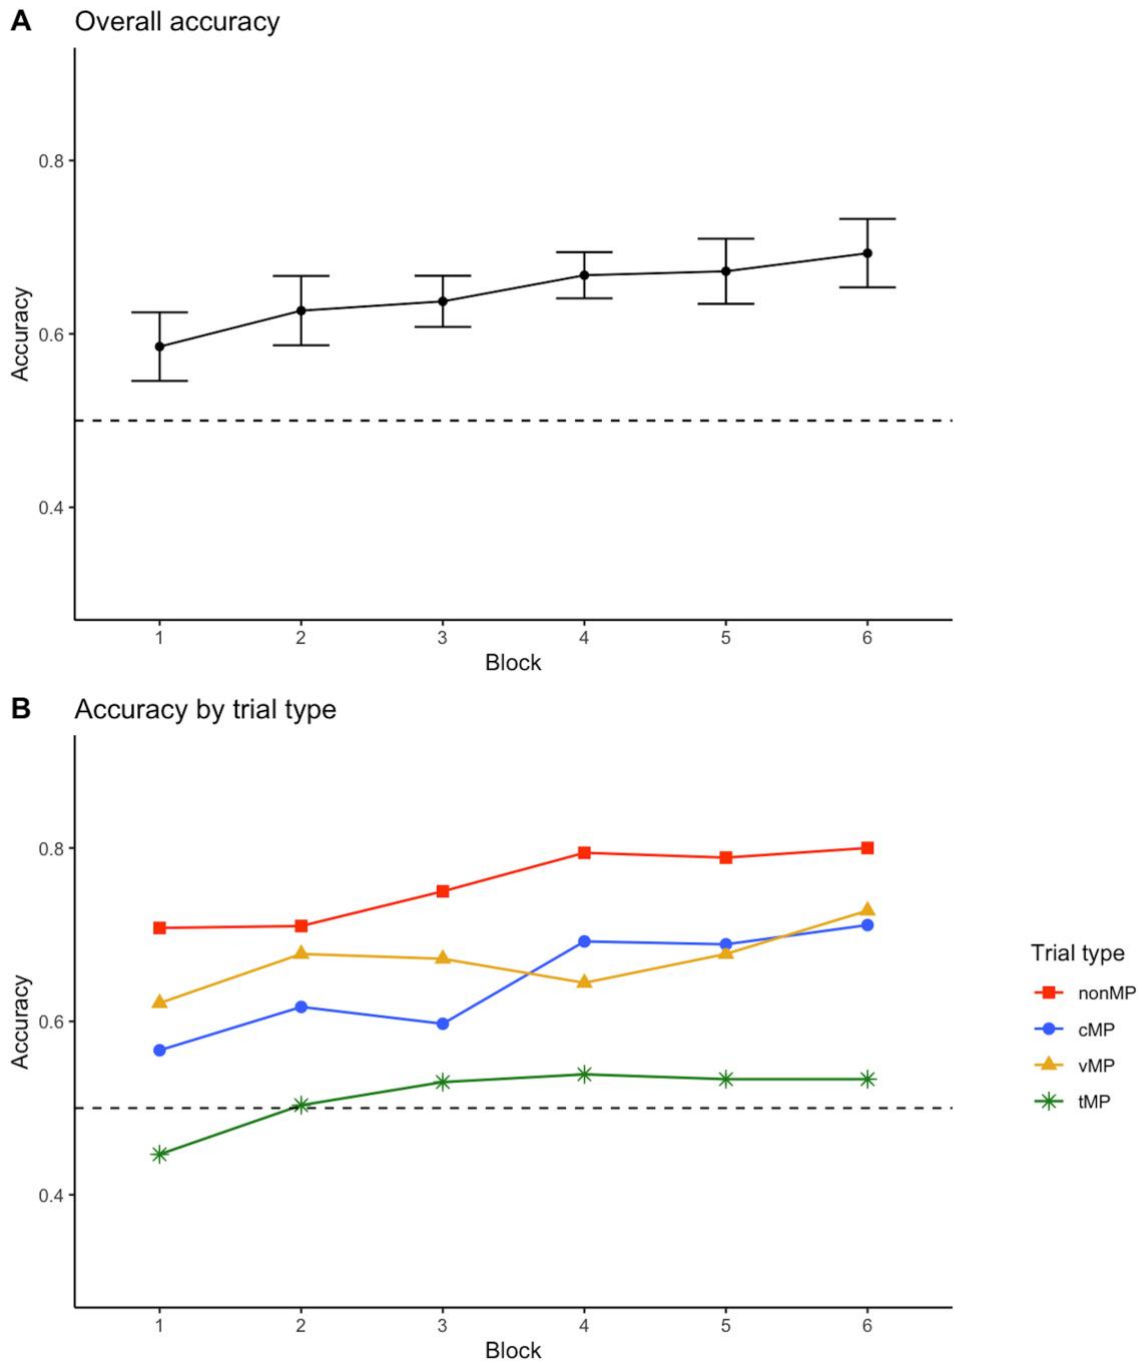 A Overall accuracy
Accuracy
0.8
0.6
0.4
1 2 3 4 5 6
Block
B Accuracy by trial type
Accuracy
0.8
0.6
0.4
1 2 3 4 5 6
Block
Trial type
nonMP
cMP
vMP
tMP